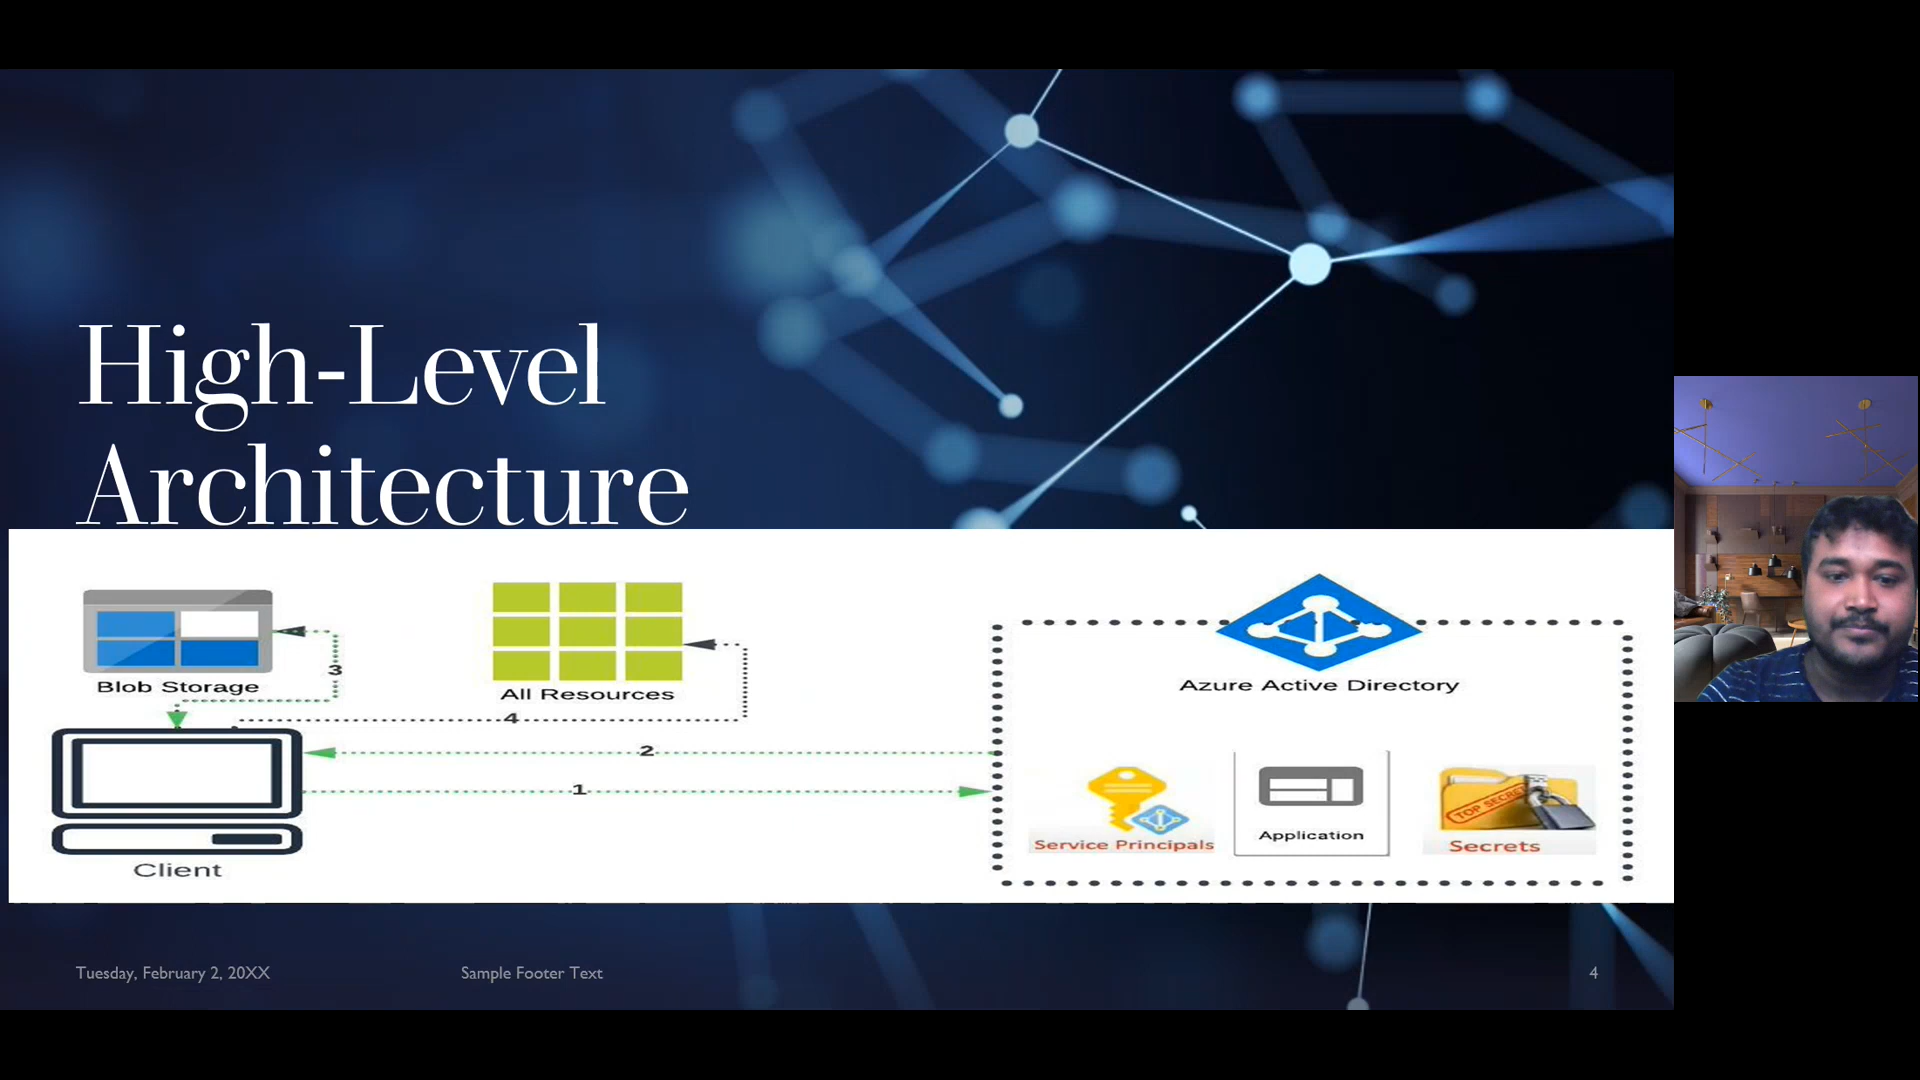 High-Level
Architecture
Blob Storage
3
All Resources
4
2
1
Client
Azure Active Directory
Service Principals
Application
TOP SECRET
Secrets
Tuesday, February 2, 20XX
Sample Footer Text
4